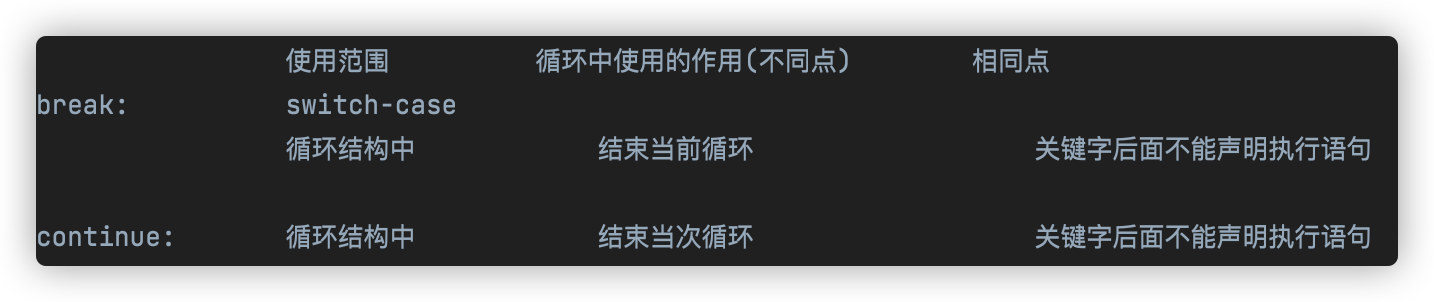 使用范围 循环中使用的作用(不同点) 相同点
break: switch-case
循环结构中 结束当前循环 关键字后面不能声明执行语句
continue: 循环结构中 结束当次循环 关键字后面不能声明执行语句